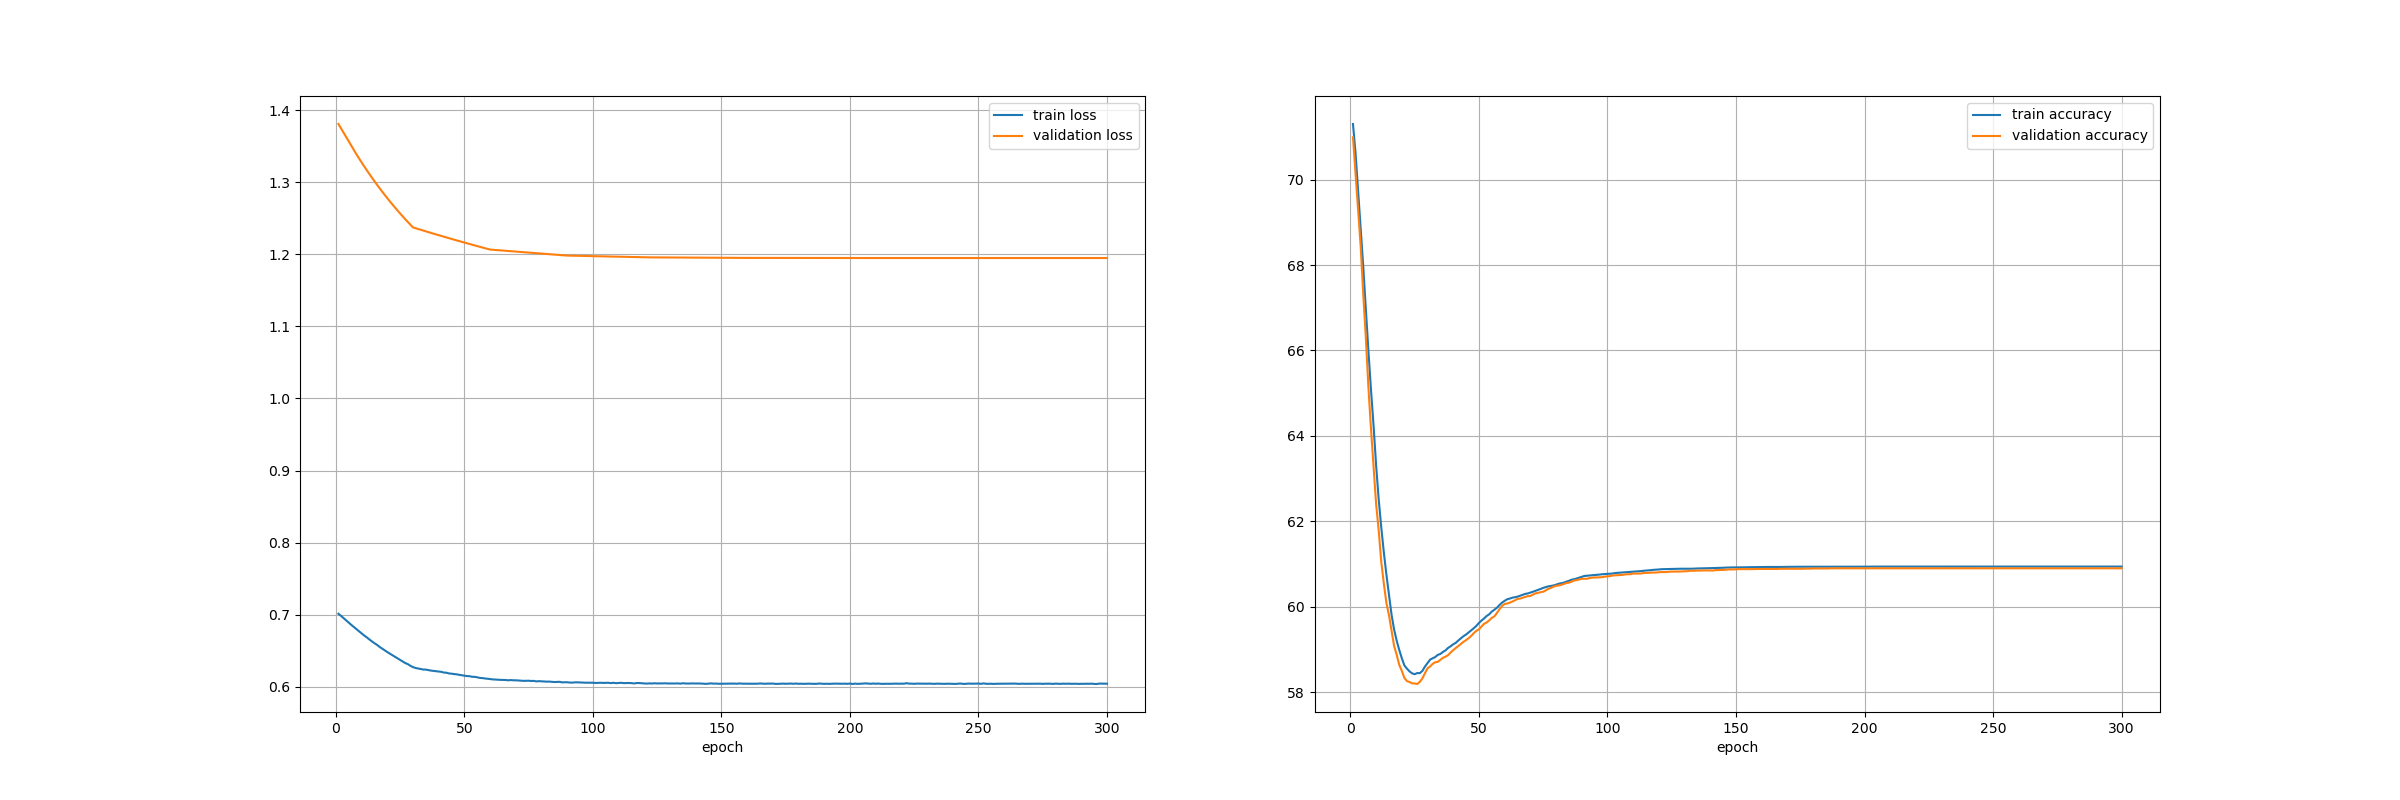 train loss
validation loss
1.4
1.3
1.2
1.1
1.0
0.9
0.8
0.7
0.6
0 50 100 150 200 250 300
epoch
train accuracy
validation accuracy
70
68
66
64
62
60
58
0 50 100 150 200 250 300
epoch